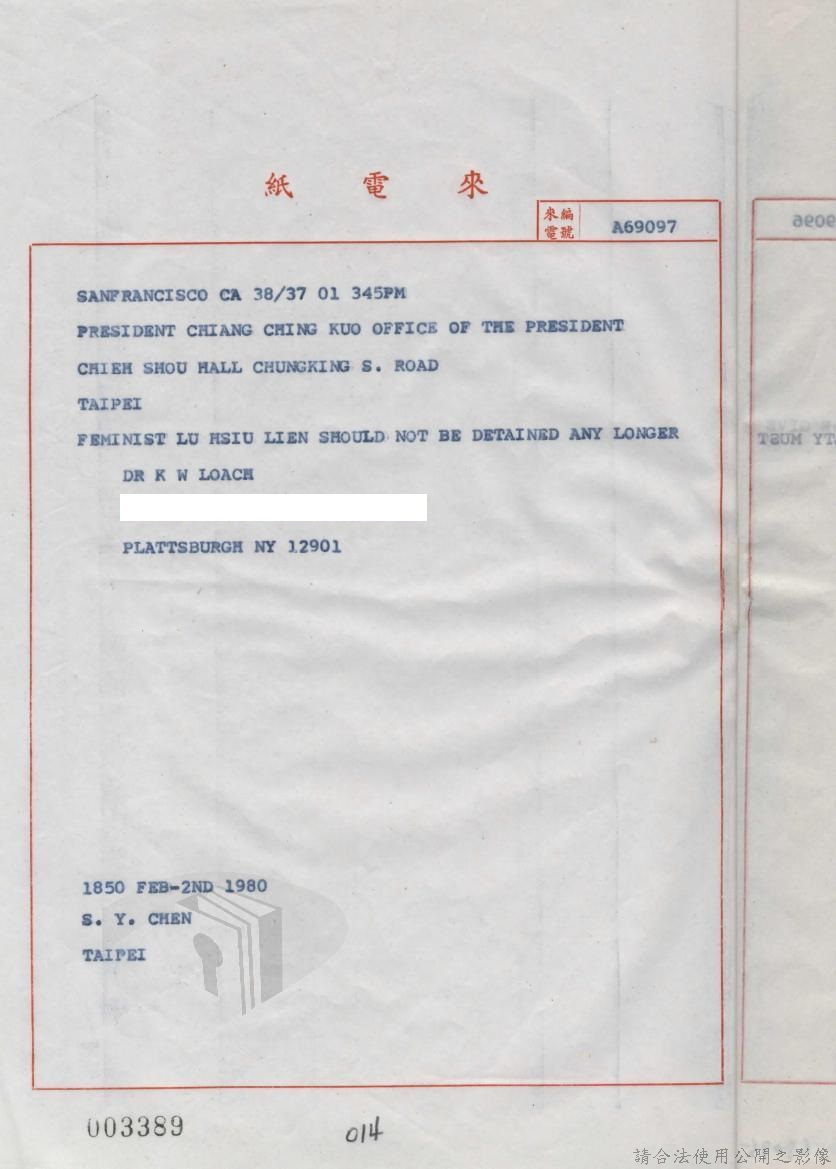 紙 電 來
來編
電號
A69097
9096
SANFRANCISCO CA 38/37 01 345PM
PRESIDENT CHIANG CHING KUO OFFICE OF THE PRESIDENT
CHIEH SHOU HALL CHUNGKING S. ROAD
TAIPEI
FEMINIST LU HSIU LIEN SHOULD NOT BE DETAINED ANY LONGER
TY MUST
DR K W LOACH
PLATTSBURGH NY 12901
1850 FEB-2ND 1980
S. Y. CHEN
TAIPEI
003389
014
請合法使用公開之影像